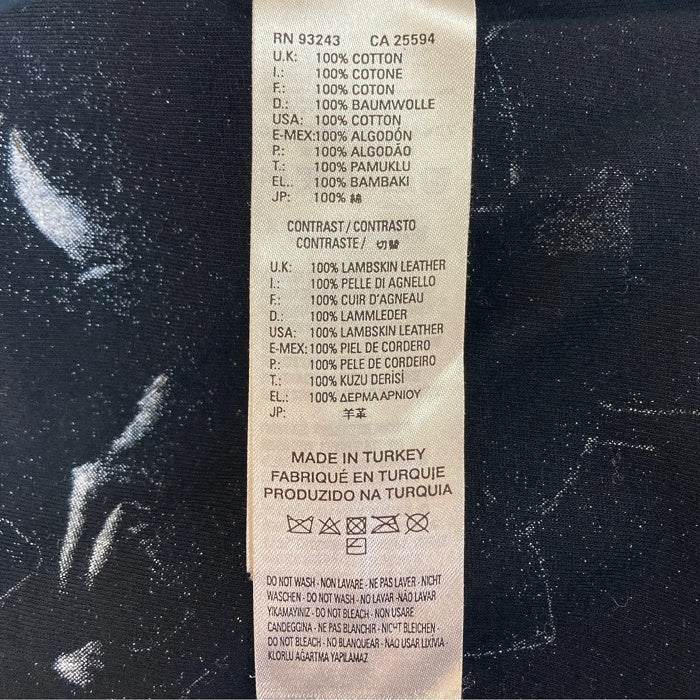 RN 93243 CA 25594
U.K: 100% COTTON
I.: 100% COTONE
F.: 100% COTON
D.: 100% BAUMWOLLE
USA: 100% COTTON
E-MEX:100% ALGODÓN
P.: 100% ALGODÃO
T.: 100% PAMUKLU
EL.. 100% BAMBAKI
JP: 100% 綿
CONTRAST / CONTRASTO
CONTRASTE / 切替
U.K: 100% LAMBSKIN LEATHER
I.: 100% PELLE DI AGNELLO
F.: 100% CUIR D'AGNEAU
D.: 100% LAMMLEDER
USA: 100% LAMBSKIN LEATHER
E-MEX: 100% PIEL DE CORDERO
P.: 100% PELE DE CORDEIRO
T.: 100% KUZU DERİSİ
EL.: 100% ΔΕΡΜΑ ΑΡΝΙΟΥ
JP: 羊革
MADE IN TURKEY
FABRIQUÉ EN TURQUIE
PRODUZIDO NA TURQUIA
DO NOT WASH - NON LAVARE - NE PAS LAVER - NICHT
WASCHEN - DO NOT WASH - NO LAVAR -NÃO LAVAR
YIKAMAYINIZ - DO NOT BLEACH - NON USARE
CANDEGGINA - NE PAS BLANCHIR - NICHT BLEICHEN -
DO NOT BLEACH - NO BLANQUEAR - NAO USAR LIXIVIA
KLORLU AĞARTMA YAPILAMAZ